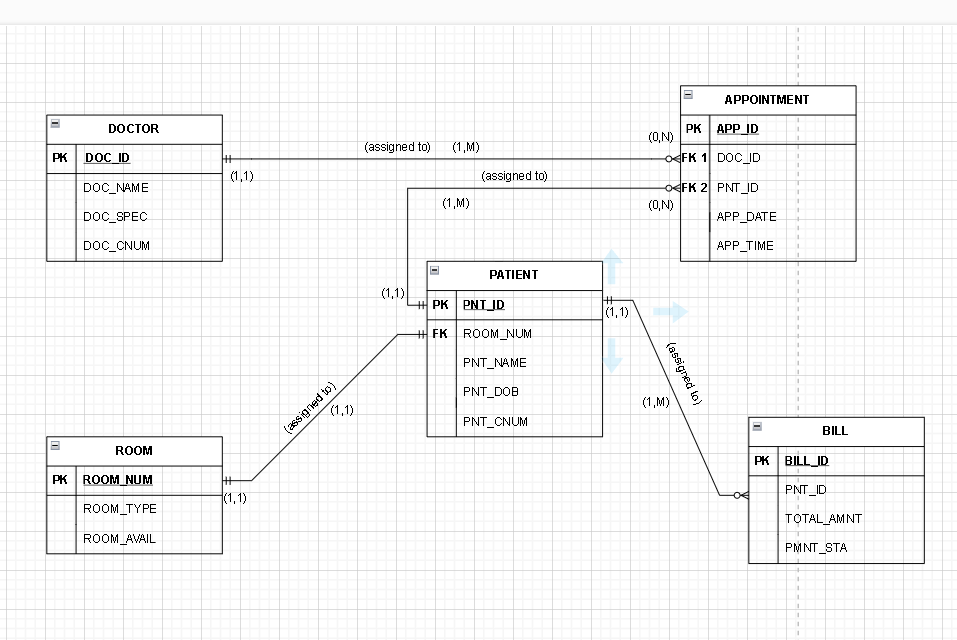 DOCTOR
PK DOC_ID
DOC_NAME
DOC_SPEC
DOC_CNUM
(assigned to) (1,M)
(1,1)
(0,N)
APPOINTMENT
PK APP_ID
FK 1 DOC_ID
FK 2 PNT_ID
APP_DATE
APP_TIME
(assigned to)
(1,M)
(0,N)
(1,1)
PATIENT
PK PNT_ID
FK ROOM_NUM
PNT_NAME
PNT_DOB
PNT_CNUM
(1,1)
(assigned to)
(1,M)
(assigned to)
(1,1)
ROOM
PK ROOM_NUM
ROOM_TYPE
ROOM_AVAIL
(1,1)
BILL
PK BILL_ID
PNT_ID
TOTAL_AMNT
PMNT_STA